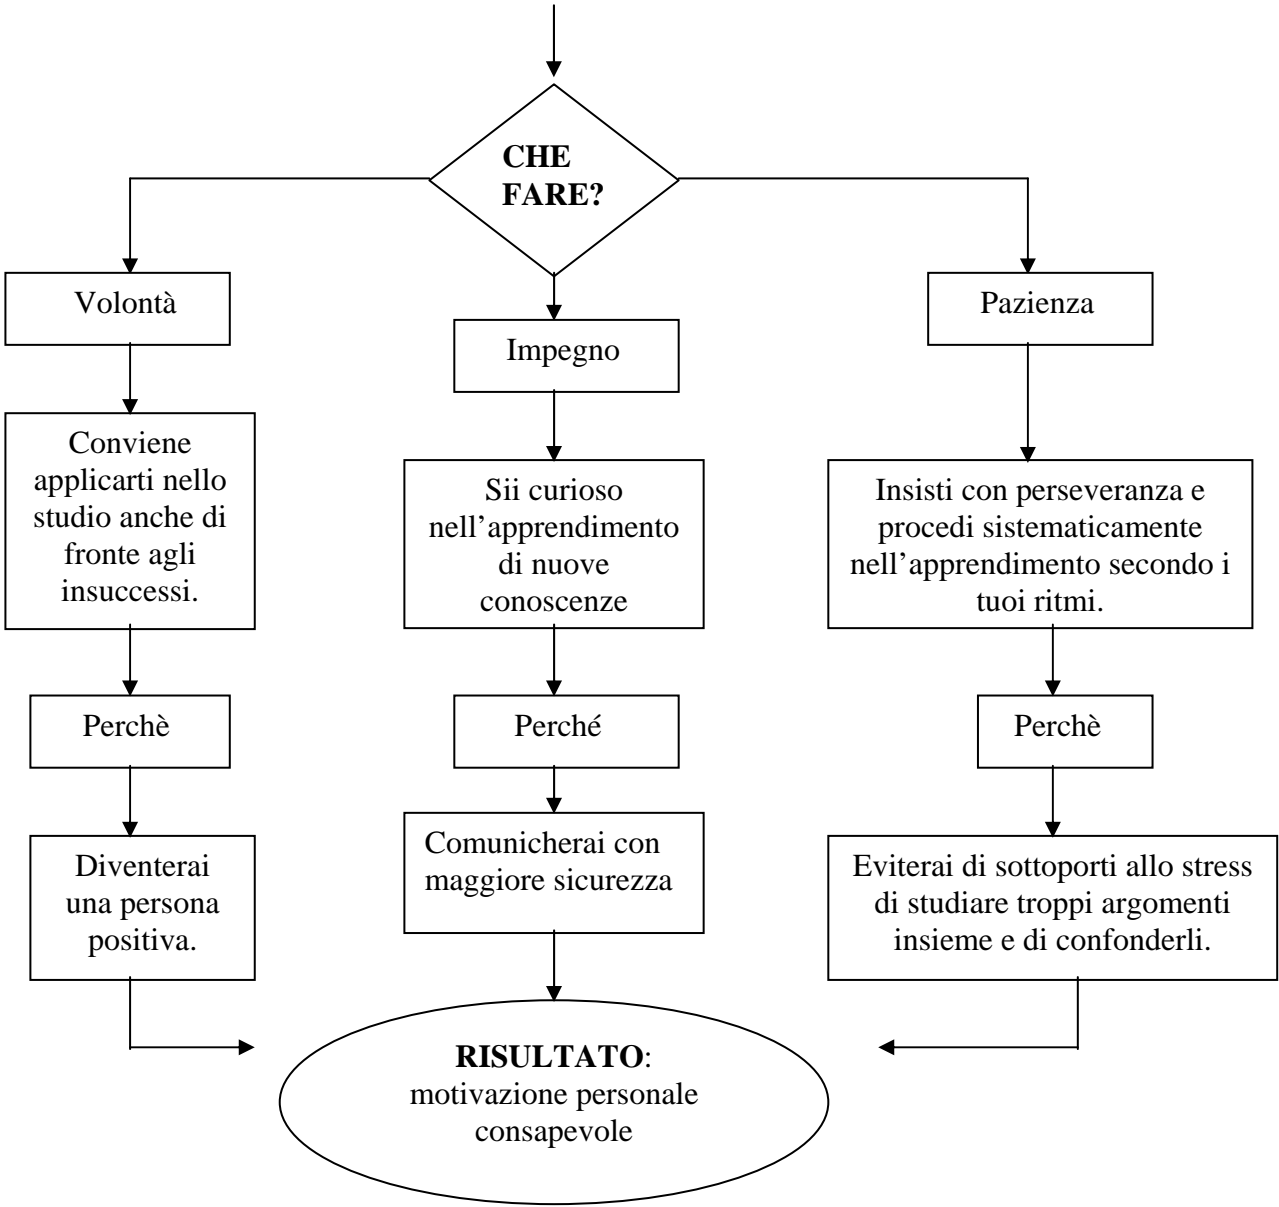 CHE
FARE?
Volontà
Impegno
Pazienza
Conviene
applicarti nello
studio anche di
fronte agli
insuccessi.
Sii curioso
nell’apprendimento
di nuove
conoscenze
Insisti con perseveranza e
procedi sistematicamente
nell’apprendimento secondo i
tuoi ritmi.
Perchè
Perché
Perchè
Diventerai
una persona
positiva.
Comunicherai con
maggiore sicurezza
Eviterai di sottoporti allo stress
di studiare troppi argomenti
insieme e di confonderli.
RISULTATO:
motivazione personale
consapevole